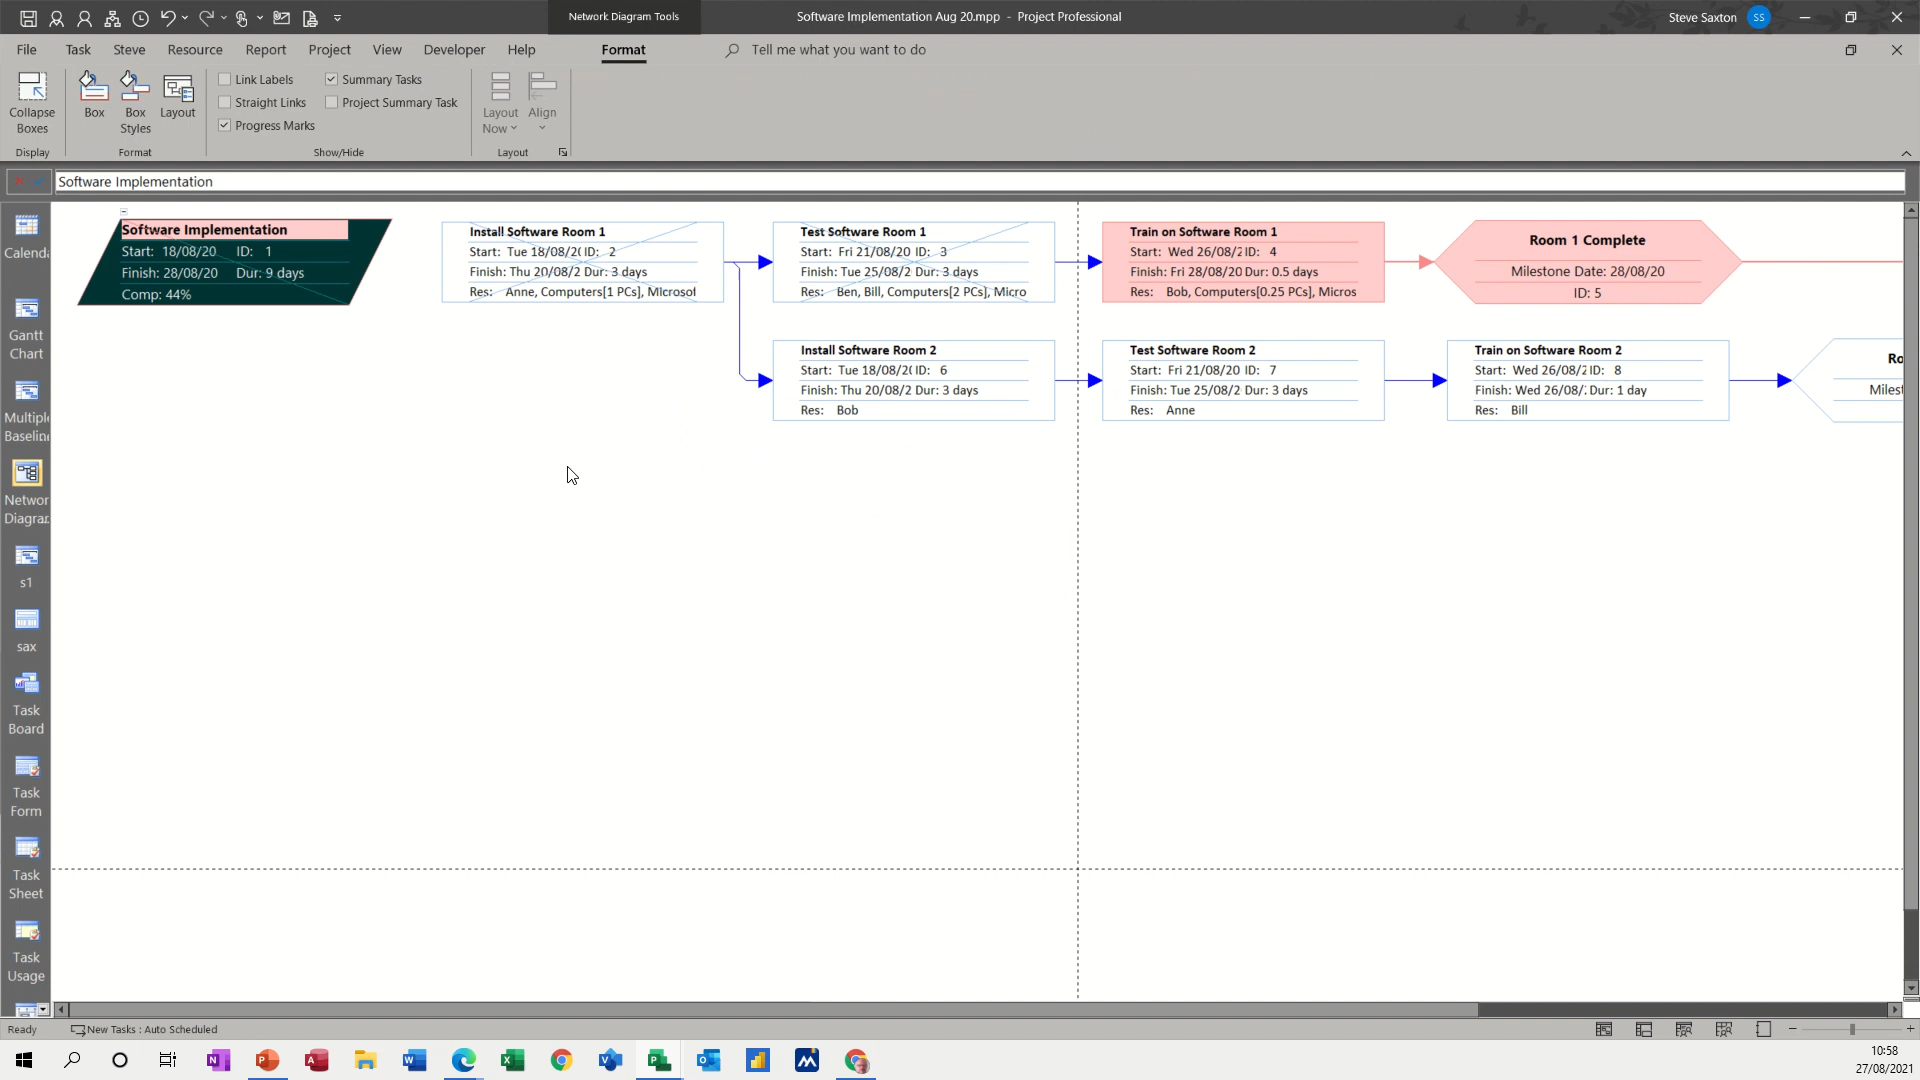 Network Diagram Tools
Software Implementation Aug 20.mpp - Project Professional
Steve Saxton
SS
File
Task
Steve
Resource
Report
Project
View
Developer
Help
Format
Tell me what you want to do
Collapse Boxes
Box
Box Styles
Layout
Link Labels
Straight Links
Progress Marks
Summary Tasks
Project Summary Task
Layout Now
Align
Display
Format
Show/Hide
Layout
Software Implementation
Calenda
Gantt
Chart
Multiple
Baseline
Network
Diagram
s1
sax
Task
Board
Task
Form
Task
Sheet
Task
Usage
Software Implementation
Start: 18/08/20 ID: 1
Finish: 28/08/20 Dur: 9 days
Comp: 44%
Install Software Room 1
Start: Tue 18/08/2( ID: 2
Finish: Thu 20/08/2 Dur: 3 days
Res: Anne, Computers[1 PCs], Microsof
Test Software Room 1
Start: Fri 21/08/20 ID: 3
Finish: Tue 25/08/2 Dur: 3 days
Res: Ben, Bill, Computers[2 PCs], Micro
Train on Software Room 1
Start: Wed 26/08/2 ID: 4
Finish: Fri 28/08/20 Dur: 0.5 days
Res: Bob, Computers[0.25 PCs], Micros
Room 1 Complete
Milestone Date: 28/08/20
ID: 5
Install Software Room 2
Start: Tue 18/08/2( ID: 6
Finish: Thu 20/08/2 Dur: 3 days
Res: Bob
Test Software Room 2
Start: Fri 21/08/20 ID: 7
Finish: Tue 25/08/2 Dur: 3 days
Res: Anne
Train on Software Room 2
Start: Wed 26/08/2 ID: 8
Finish: Wed 26/08/ Dur: 1 day
Res: Bill
Ro
Milest
Ready
New Tasks : Auto Scheduled
10:58
27/08/2021